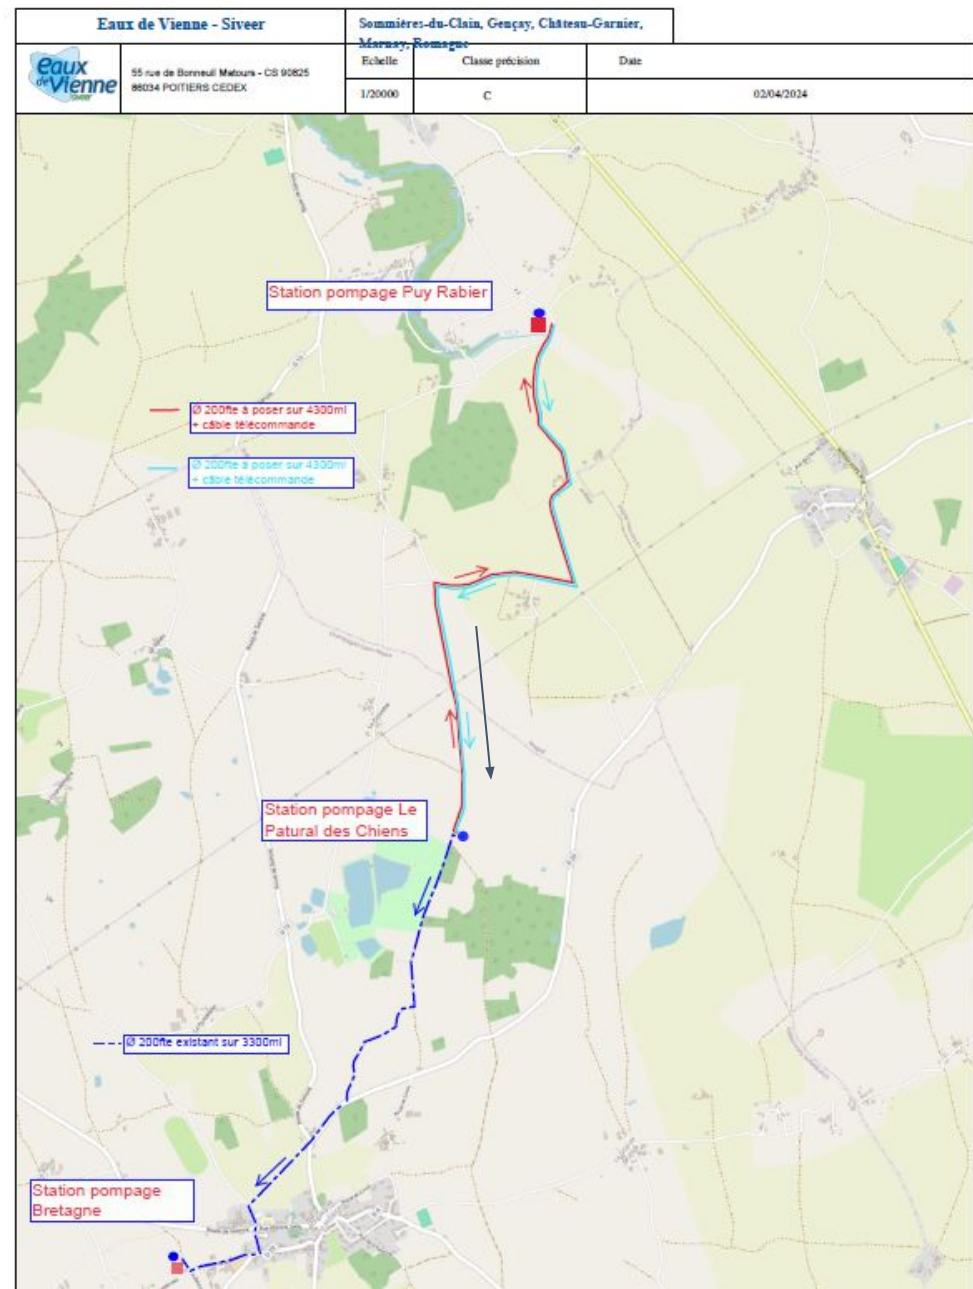 Eaux de Vienne - Siveer
Sommières-du-Clain, Gençay, Château-Garnier,
Marnay, Romagne
eaux
de Vienne
siveer
55 rue de Bonneuil Matours - CS 90825
86034 POITIERS CEDEX
Echelle
Classe précision
Date
1/20000
C
02/04/2024
Station pompage Puy Rabier
Ø 200fte à poser sur 4300ml
+ câble télécommande
Ø 200fte à poser sur 4300ml
+ câble télécommande
Station pompage Le
Patural des Chiens
Ø 200fte existant sur 3300ml
Station pompage
Bretagne